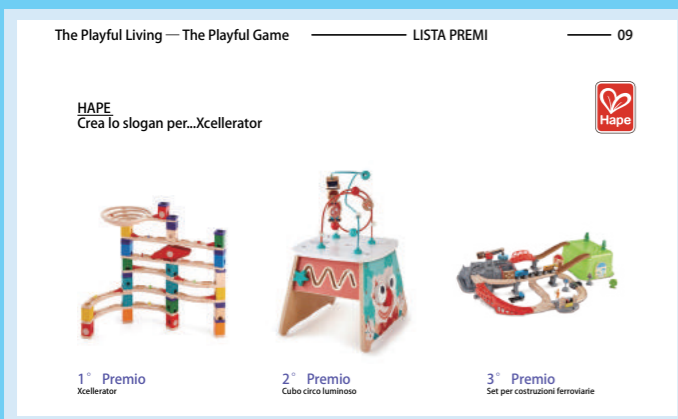 The Playful Living — The Playful Game LISTA PREMI 09
HAPE
Crea lo slogan per...Xcellerator
Hape
1° Premio
Xcellerator
2° Premio
Cubo circo luminoso
3° Premio
Set per costruzioni ferroviarie